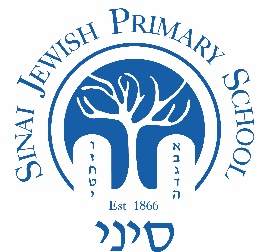 SINAI JEWISH PRIMARY SCHOOL
א ב ג ד ה
ו ז ח ט י
Est 1866
סיני